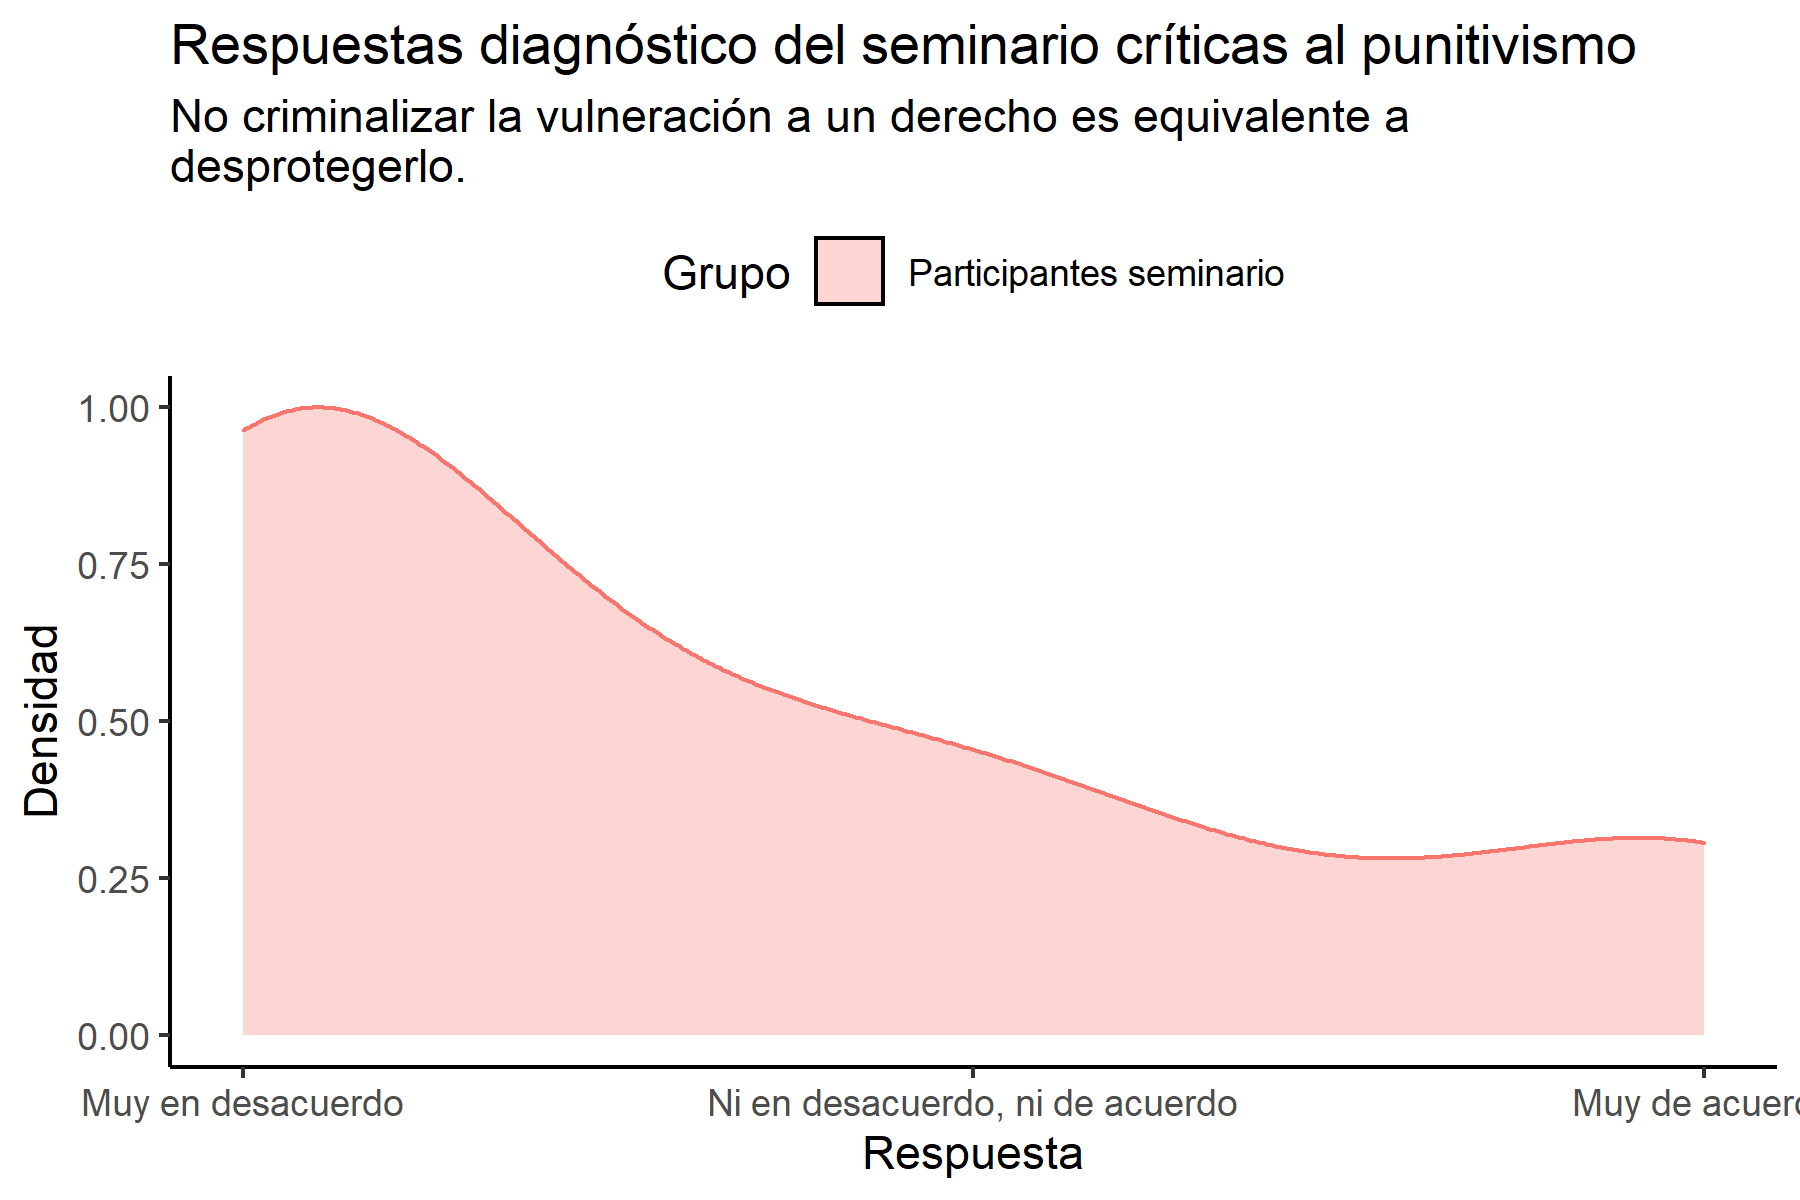 Respuestas diagnóstico del seminario críticas al punitivismo
No criminalizar la vulneración a un derecho es equivalente a
desprotegerlo.
Grupo Participantes seminario
1.00
0.75
0.50
0.25
0.00
Densidad
Muy en desacuerdo Ni en desacuerdo, ni de acuerdo Muy de acuerd
Respuesta